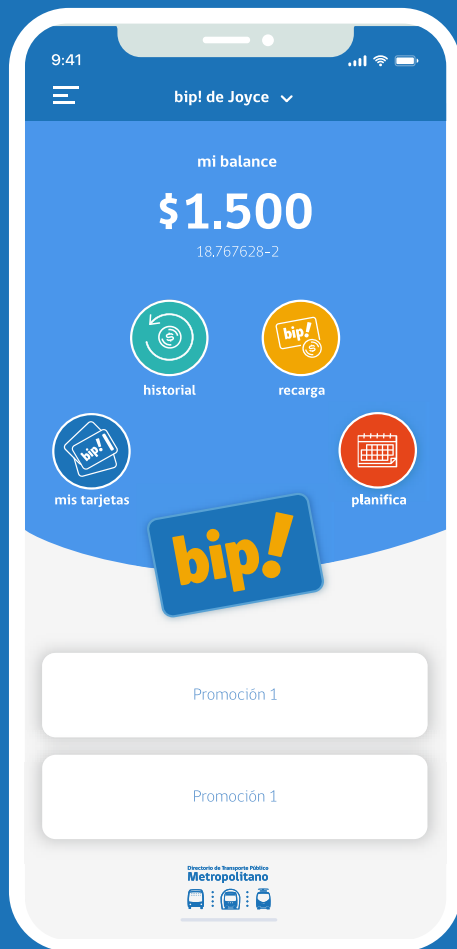 9:41
bip! de Joyce
mi balance
$1.500
18.767628-2
bip!
historial
recarga
bip!
mis tarjetas
planifica
bip!
Promoción 1
Promoción 1
Directorio de Transporte Público
Metropolitano